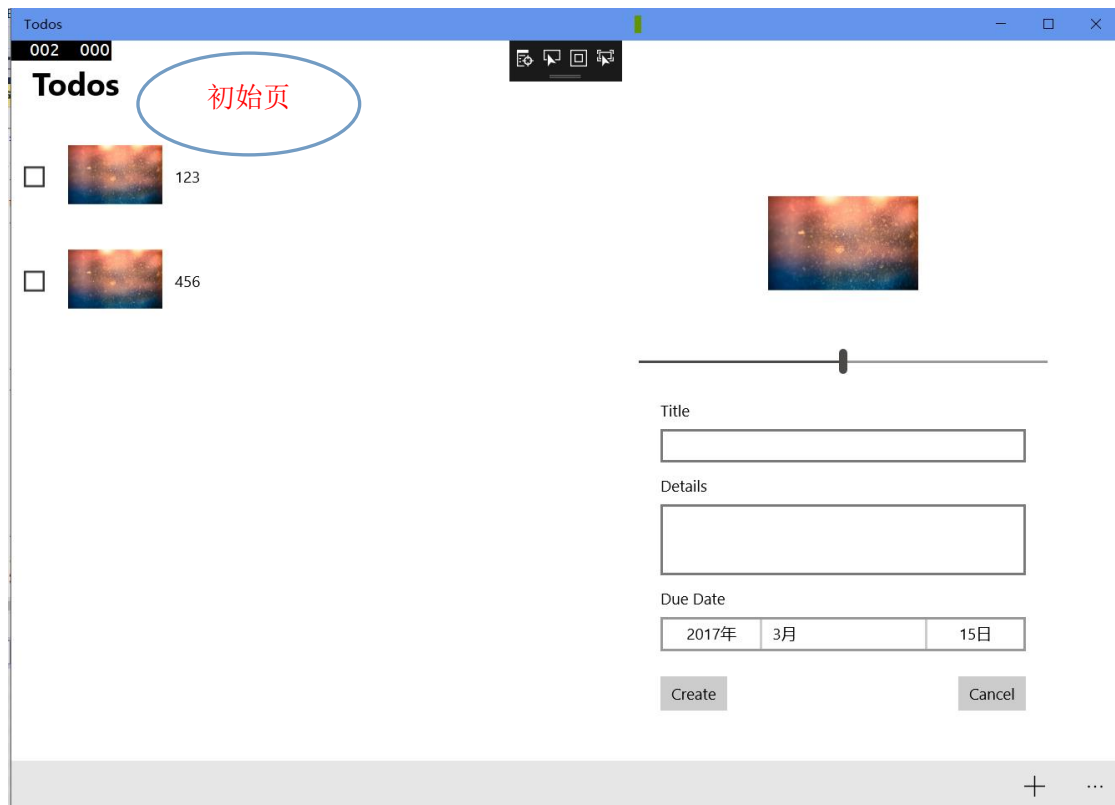 Todos
002 000
Todos
初始页
123
456
Title
Details
Due Date
2017年 3月 15日
Create Cancel